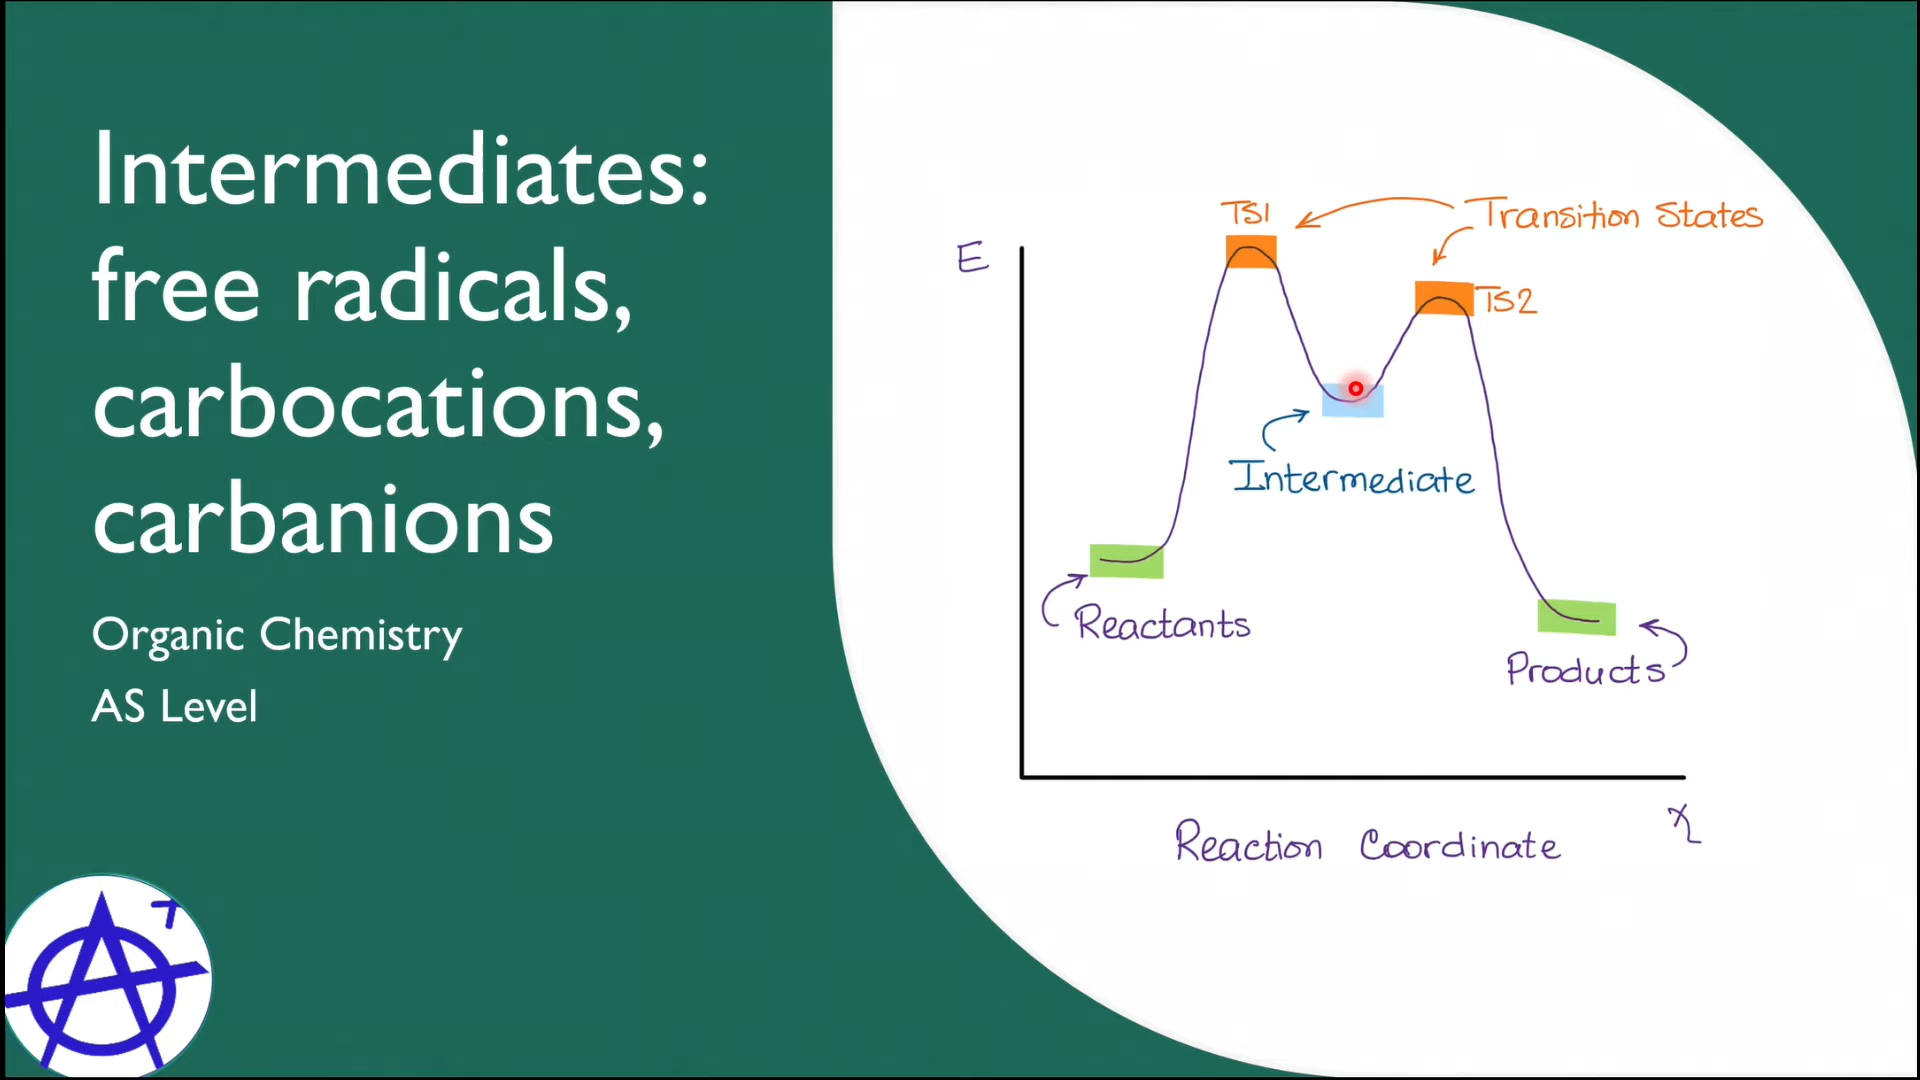 Intermediates:
free radicals,
carbocations,
carbanions
Organic Chemistry
AS Level
E
TS1
Transition States
TS2
Intermediate
Reactants
Products
Reaction Coordinate